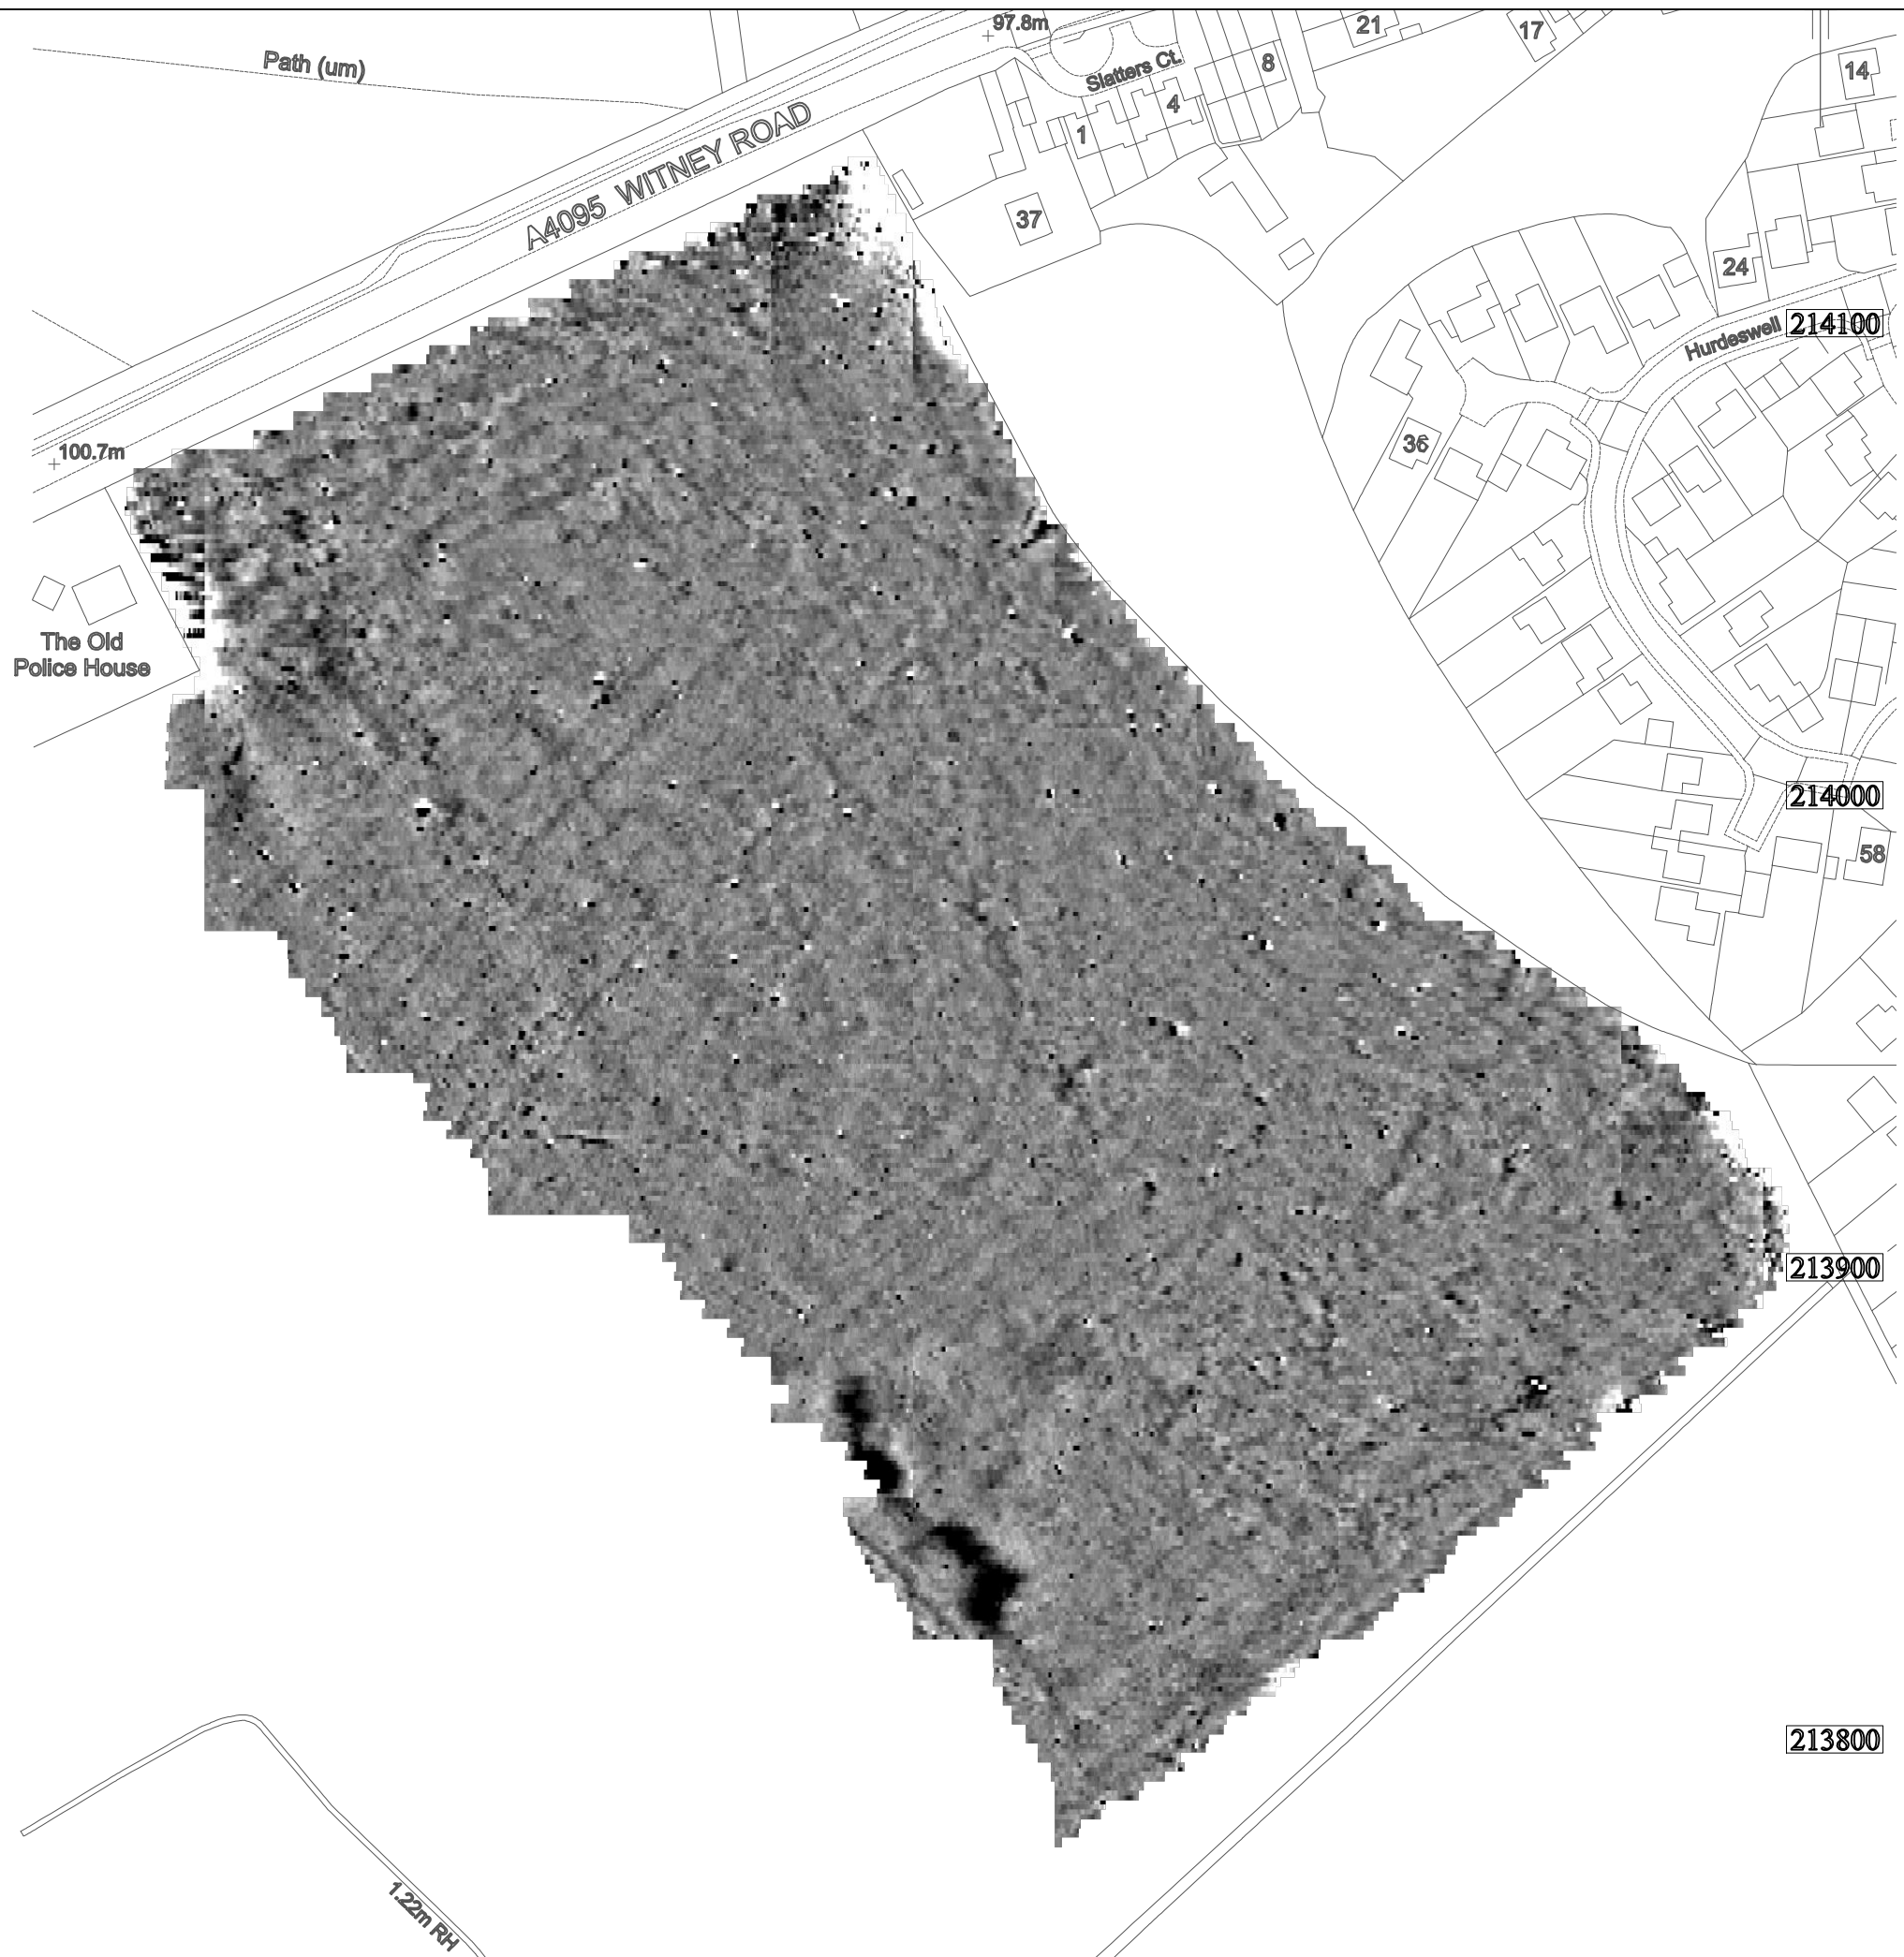 97.8m
21
17
Path (um)
Slatters Ct.
8
14
4
1
A4095 WITNEY ROAD
37
24
214100
Hurdeswell
36
100.7m
The Old
Police House
214000
58
213900
213800
1.22m RH